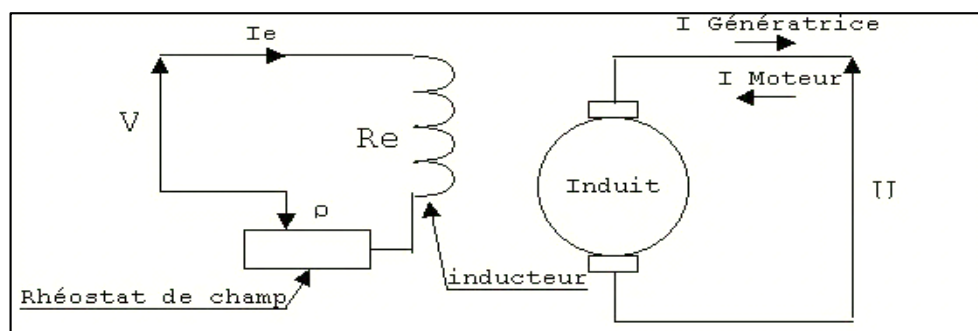 I Génératrice
Ie
I Moteur
V
Re
Induit
U
ρ
inducteur
Rhéostat de champ